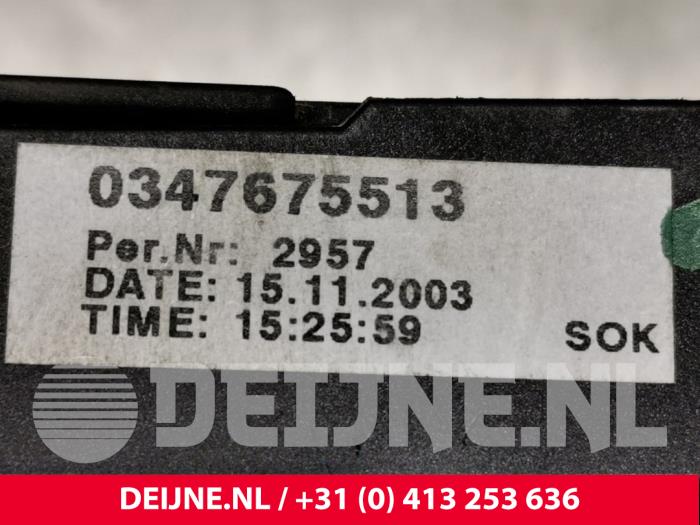 0347675513
Per.Nr: 2957
DATE: 15.11.2003
TIME: 15:25:59 SOK
DEIJNE.NL
DEIJNE.NL / +31 (0) 413 253 636